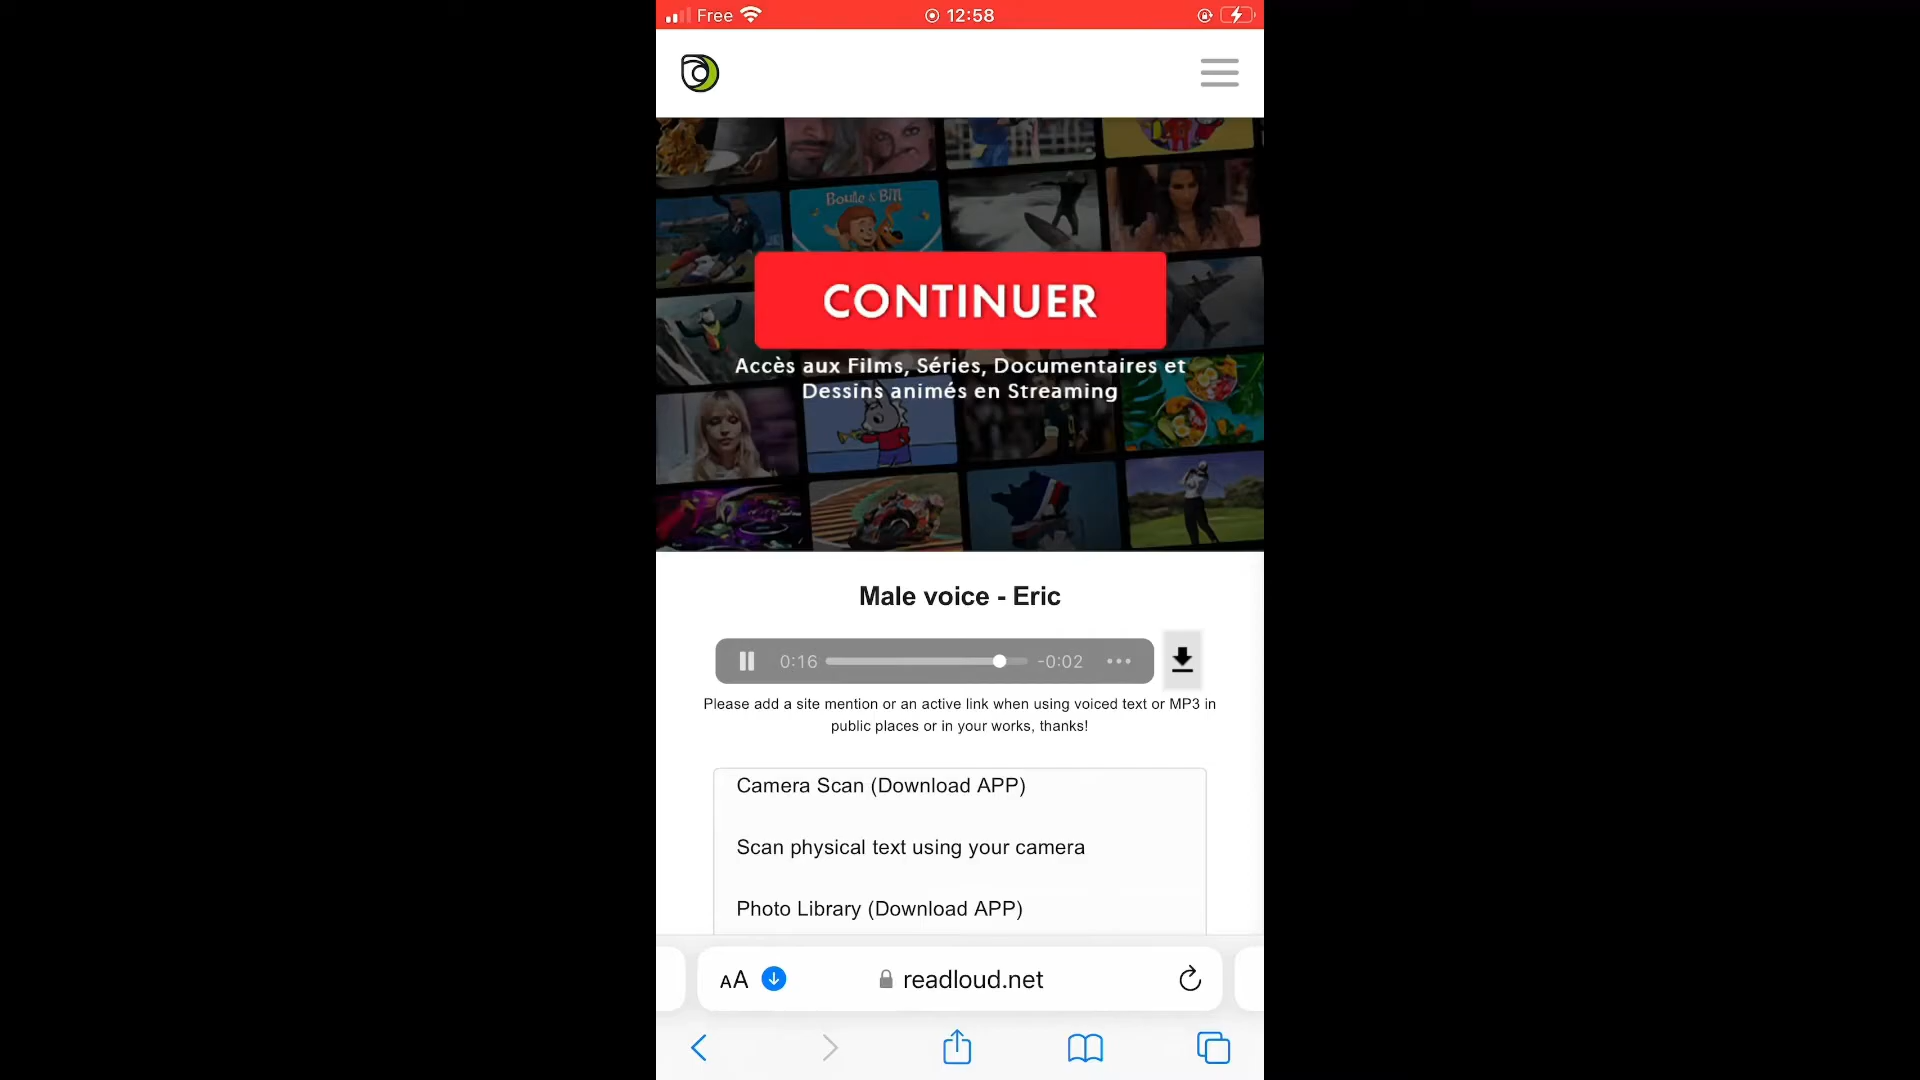 Free 12:58
Boule & Bill
CONTINUER
Accès aux Films, Séries, Documentaires et
Dessins animés en Streaming
Male voice - Eric
0:16 -0:02
Please add a site mention or an active link when using voiced text or MP3 in
public places or in your works, thanks!
Camera Scan (Download APP)
Scan physical text using your camera
Photo Library (Download APP)
AA readloud.net